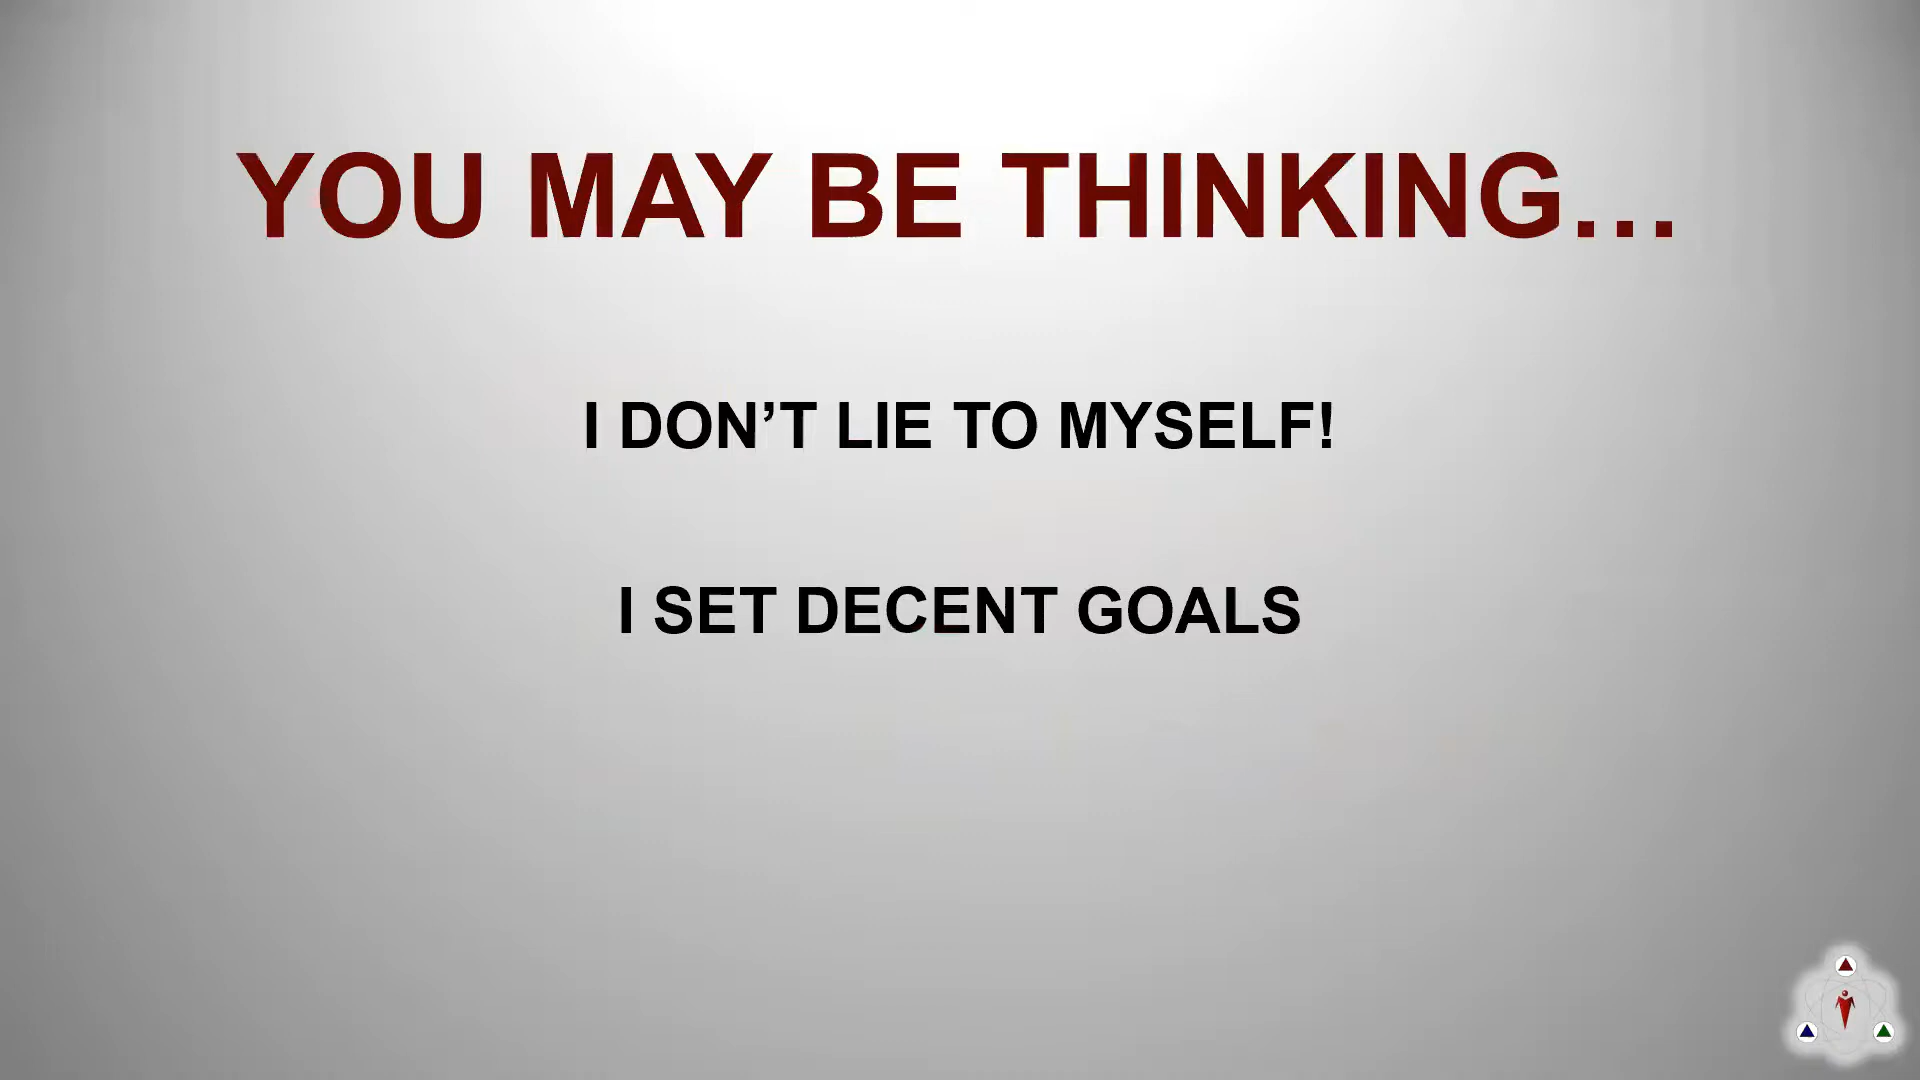 YOU MAY BE THINKING…
I DON’T LIE TO MYSELF!
I SET DECENT GOALS